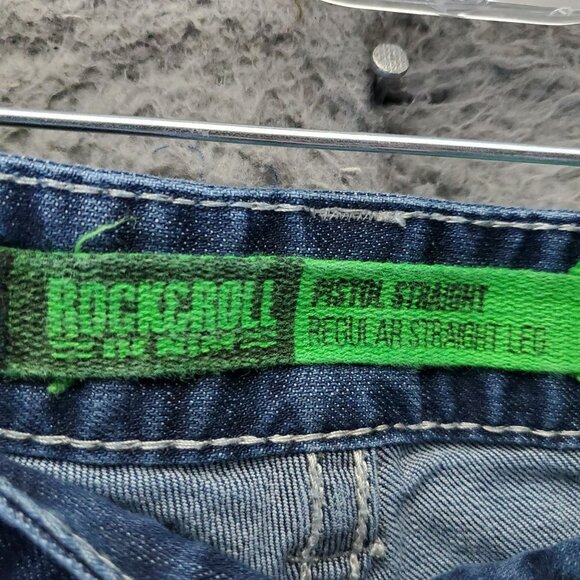 ROCK&ROLL
PISTOL STRAIGHT
REGULAR STRAIGHT LEG